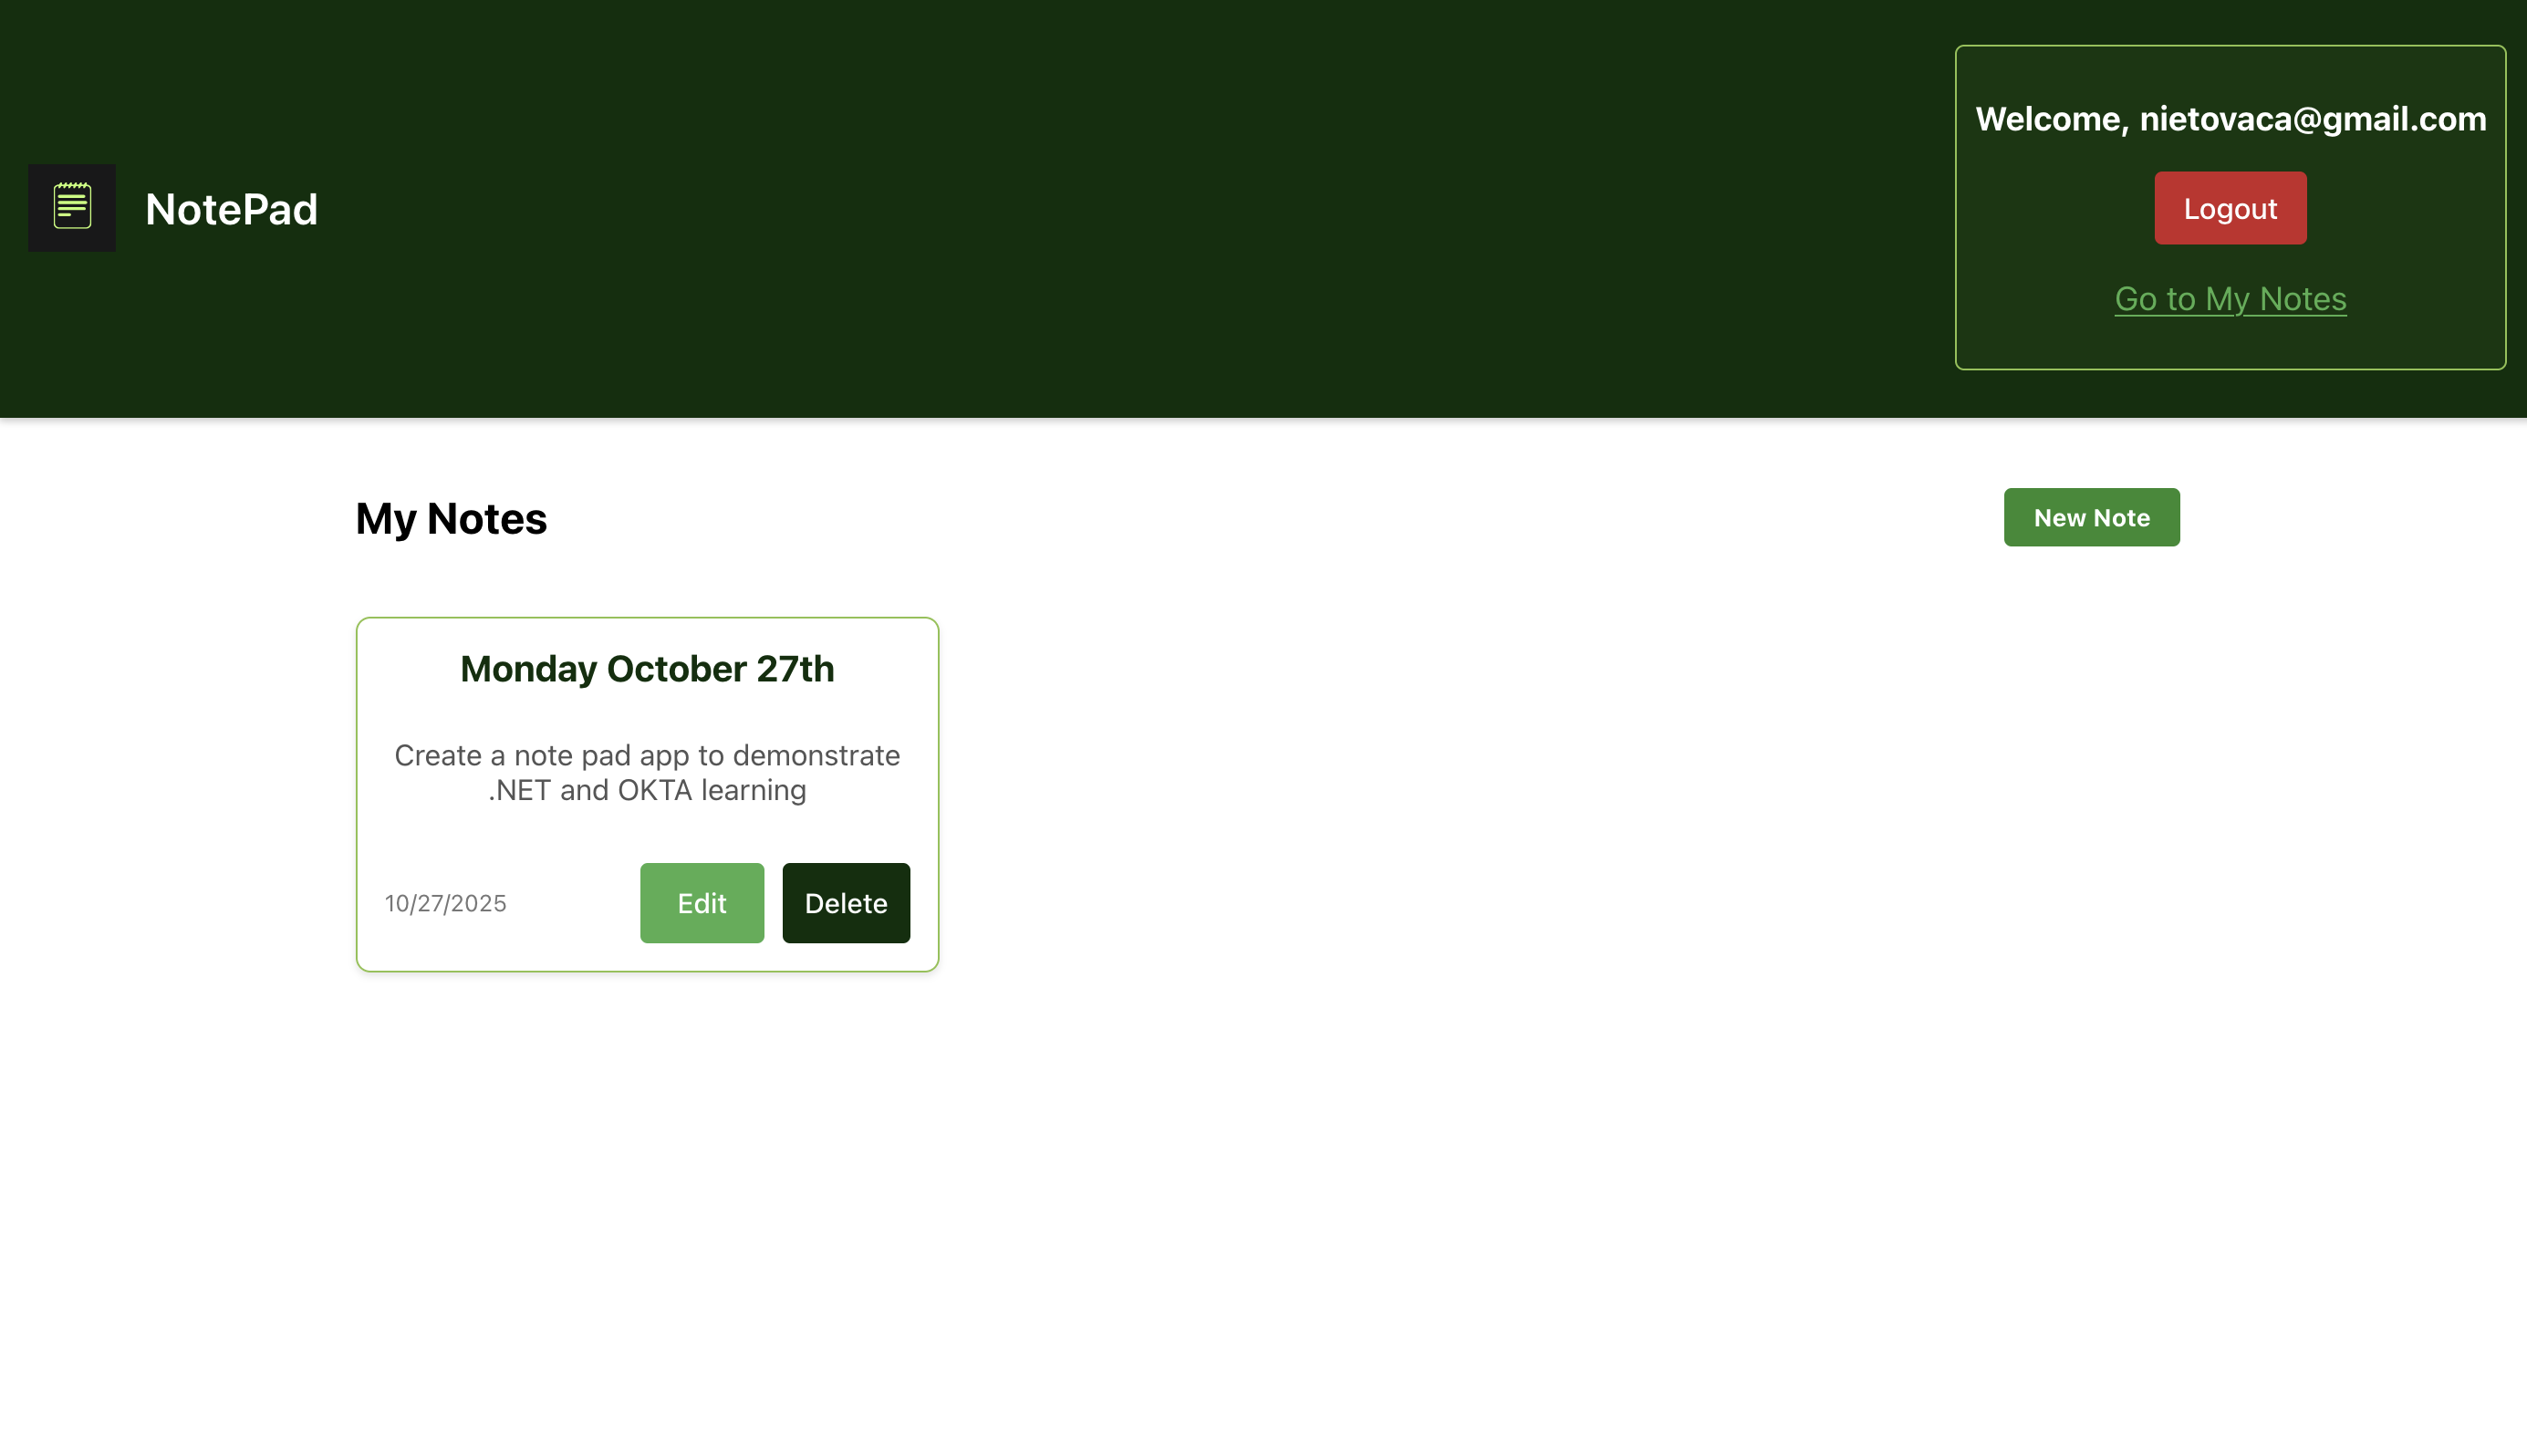 NotePad
Welcome, nietovaca@gmail.com
Logout
Go to My Notes
My Notes
New Note
Monday October 27th
Create a note pad app to demonstrate
.NET and OKTA learning
10/27/2025
Edit
Delete